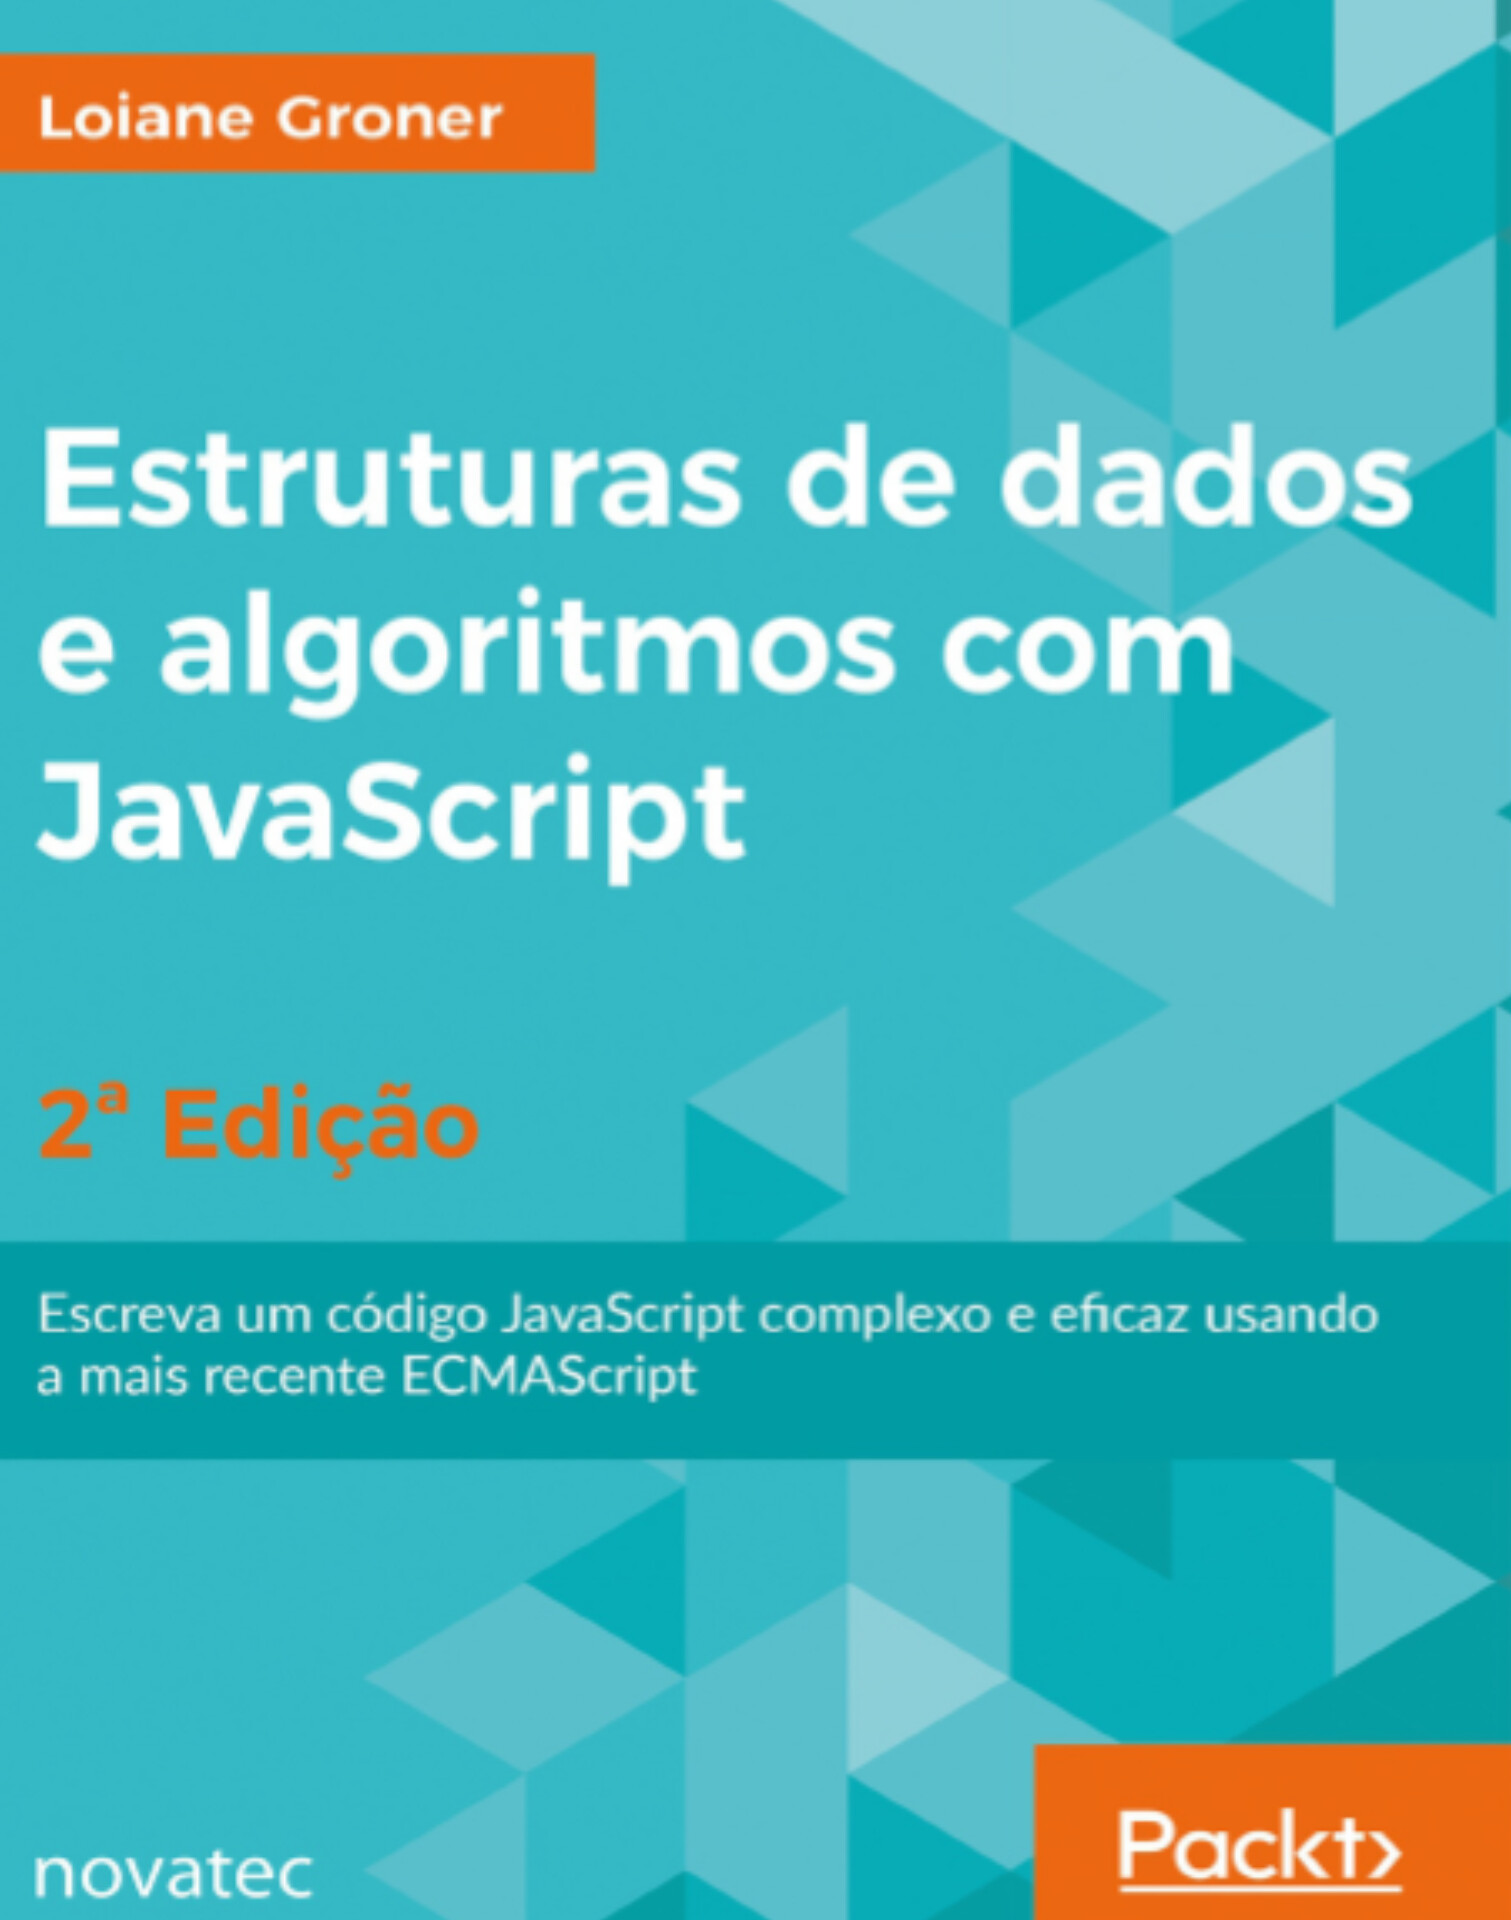 Loiane Groner
Estruturas de dados
e algoritmos com
JavaScript
2ª Edição
Escreva um código JavaScript complexo e eficaz usando
a mais recente ECMAScript
novatec
Packt>